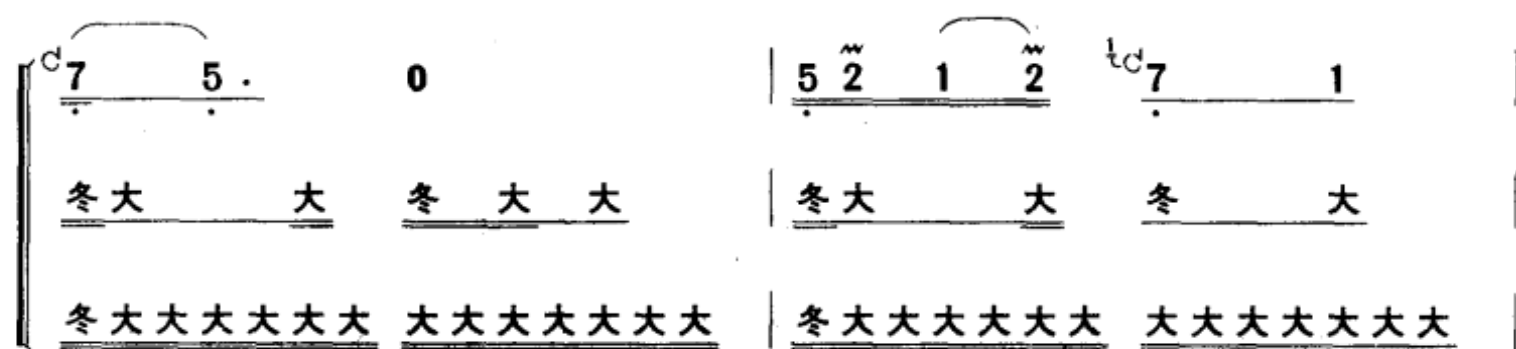 7 5 . 0 | 5 2 1 2 7 1 |
冬大 大 冬 大 大 | 冬大 大 冬 大 |
冬大大大大大大 大大大大大大大 | 冬大大大大大大 大大大大大大大 |